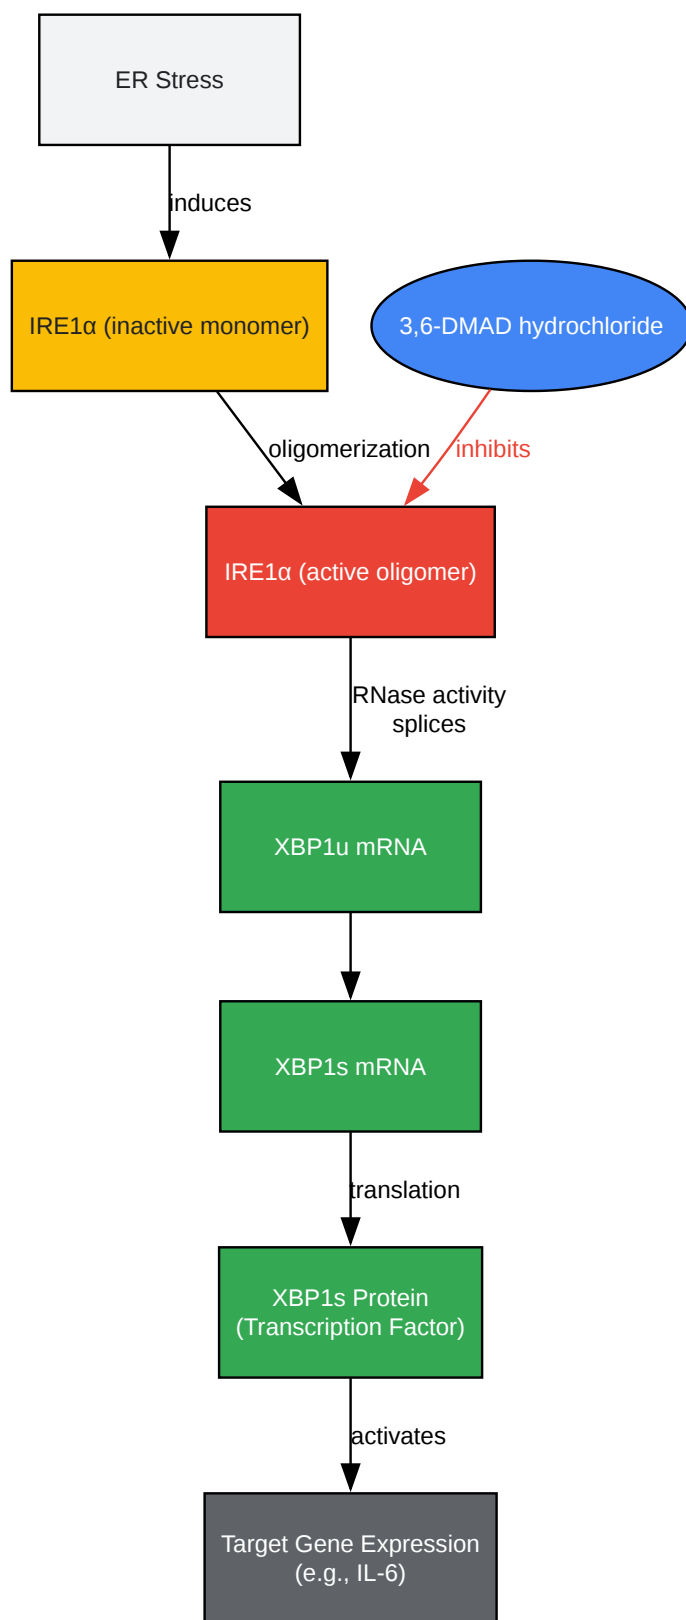 ER Stress
induces
IRE1α (inactive monomer)
3,6-DMAD hydrochloride
oligomerization
inhibits
IRE1α (active oligomer)
RNase activity
splices
XBP1u mRNA
XBP1s mRNA
translation
XBP1s Protein
(Transcription Factor)
activates
Target Gene Expression
(e.g., IL-6)